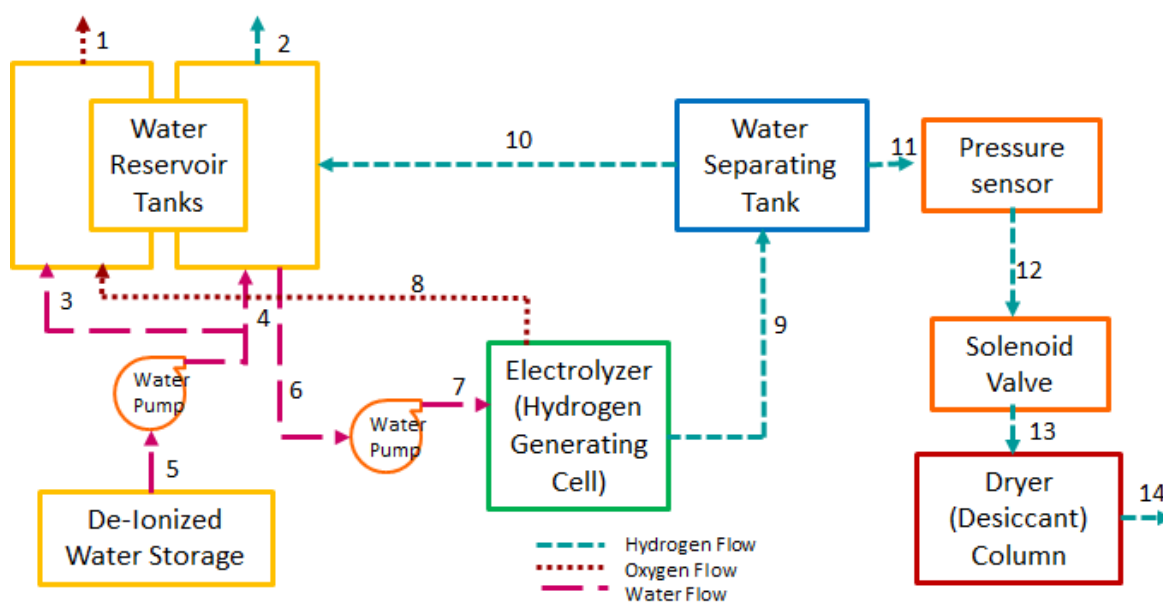 1
2
Water
Reservoir
Tanks
10
Water
Separating
Tank
11
Pressure
sensor
3
4
8
12
9
Water
Pump
6
7
Water
Pump
Electrolyzer
(Hydrogen
Generating
Cell)
Solenoid
Valve
13
5
De-Ionized
Water Storage
Dryer
(Desiccant)
Column
14
Hydrogen Flow
Oxygen Flow
Water Flow